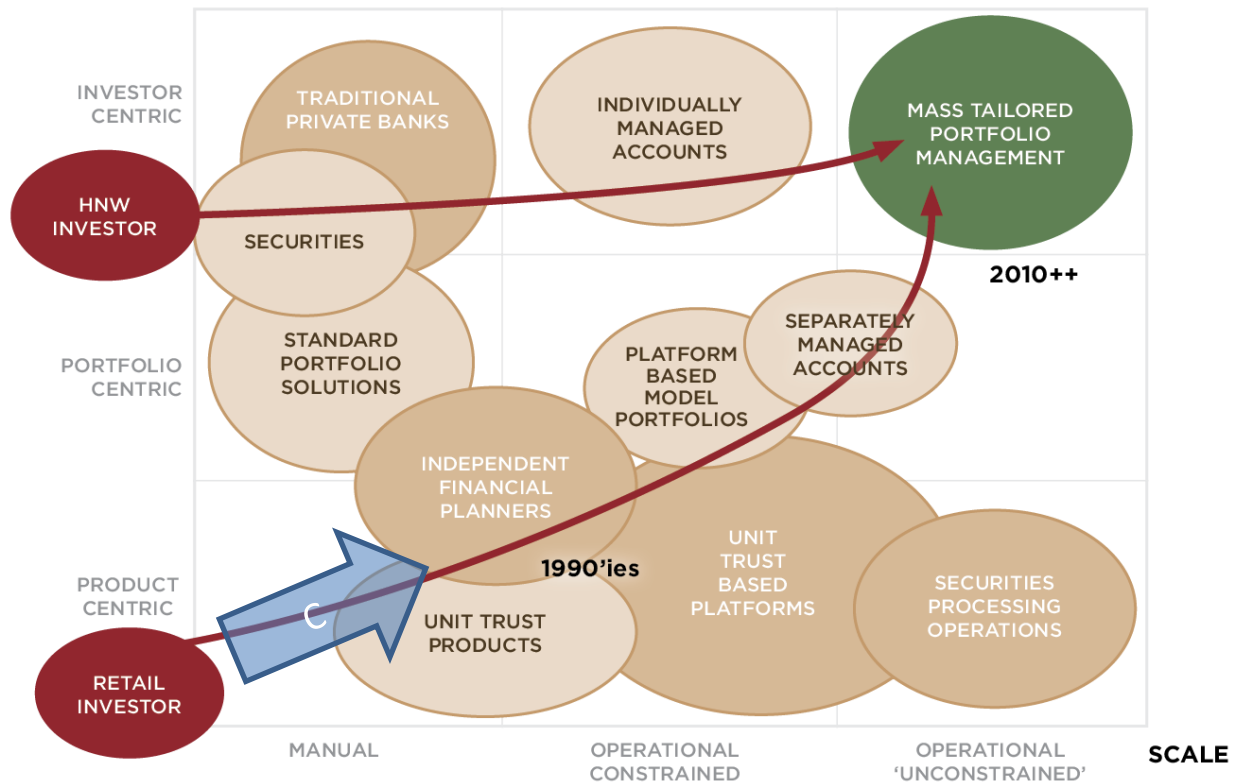 INVESTOR
CENTRIC
TRADITIONAL
PRIVATE BANKS
INDIVIDUALLY
MANAGED
ACCOUNTS
MASS TAILORED
PORTFOLIO
MANAGEMENT
HNW
INVESTOR
SECURITIES
2010++
PORTFOLIO
CENTRIC
STANDARD
PORTFOLIO
SOLUTIONS
PLATFORM
BASED
MODEL
PORTFOLIOS
SEPARATELY
MANAGED
ACCOUNTS
INDEPENDENT
FINANCIAL
PLANNERS
1990'ies
UNIT
TRUST
BASED
PLATFORMS
PRODUCT
CENTRIC
C
UNIT TRUST
PRODUCTS
SECURITIES
PROCESSING
OPERATIONS
RETAIL
INVESTOR
MANUAL
OPERATIONAL
CONSTRAINED
OPERATIONAL
‘UNCONSTRAINED’
SCALE